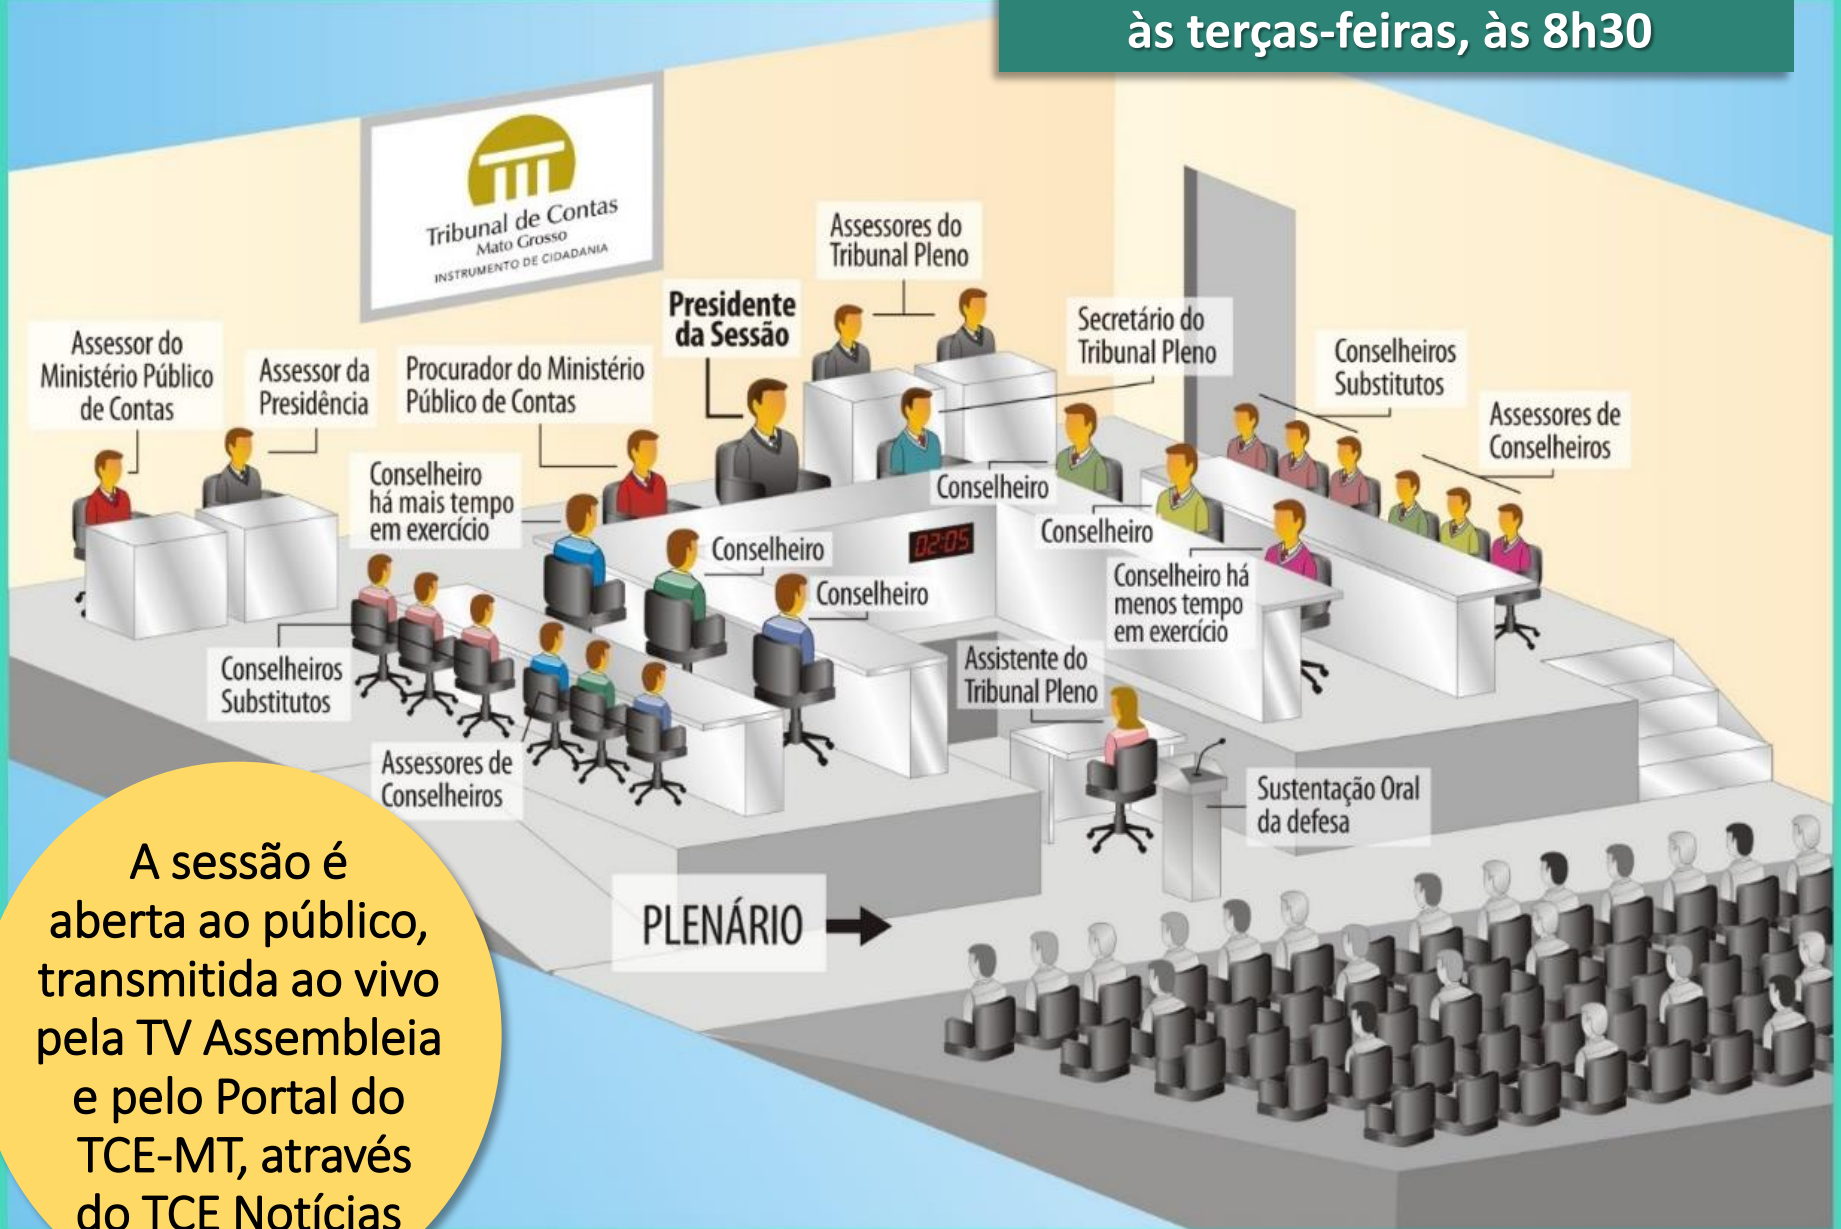 às terças-feiras, às 8h30
Tribunal de Contas
Mato Grosso
INSTRUMENTO DE CIDADANIA
Assessores do
Tribunal Pleno
Presidente
da Sessão
Secretário do
Tribunal Pleno
Assessor do
Ministério Público
de Contas
Assessor da
Presidência
Procurador do Ministério
Público de Contas
Conselheiros
Substitutos
Assessores de
Conselheiros
Conselheiro
há mais tempo
em exercício
Conselheiro
Conselheiro
02:05
Conselheiro
Conselheiro
Conselheiro há
menos tempo
em exercício
Conselheiros
Substitutos
Assistente do
Tribunal Pleno
Assessores de
Conselheiros
Sustentação Oral
da defesa
PLENÁRIO
A sessão é
aberta ao público,
transmitida ao vivo
pela TV Assembleia
e pelo Portal do
TCE-MT, através
do TCE Notícias